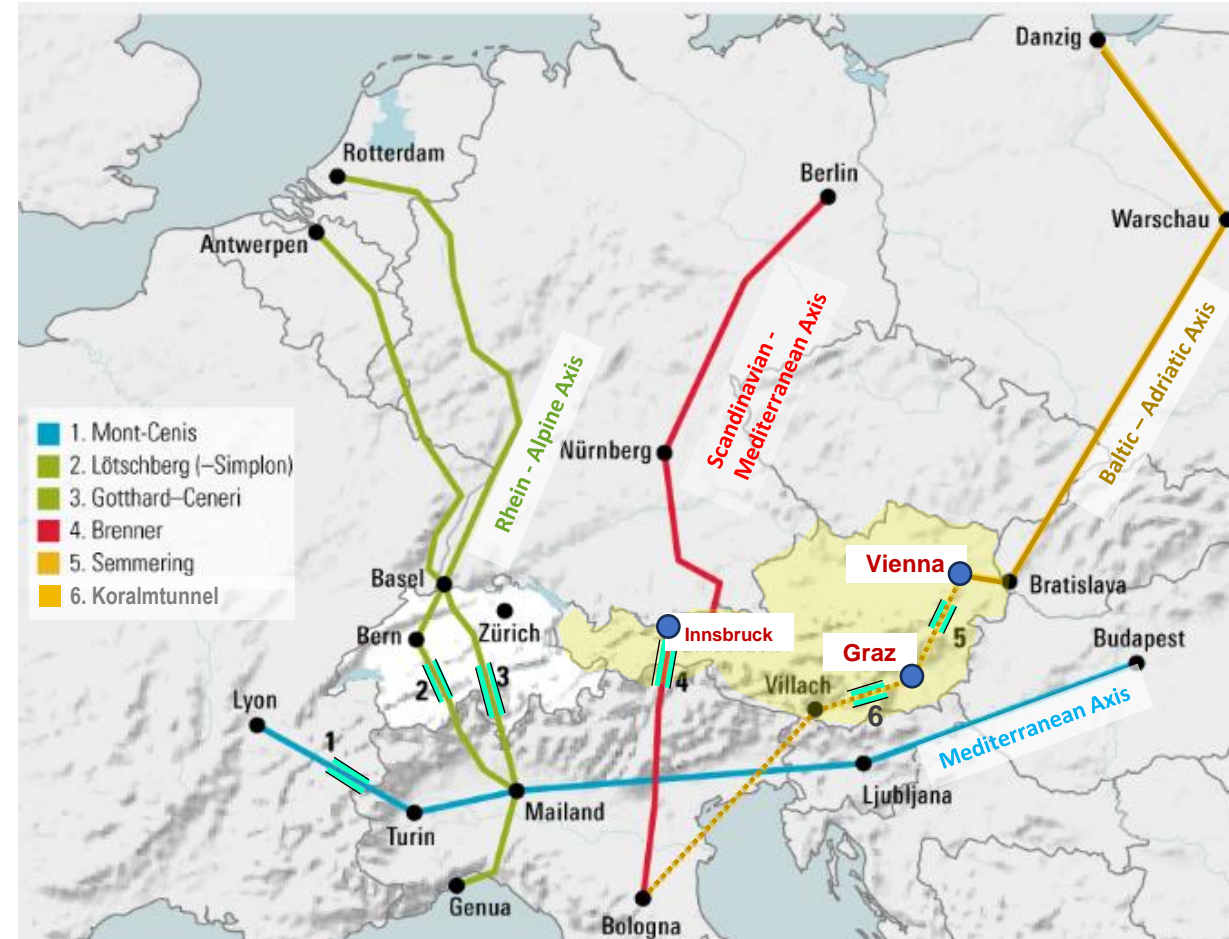 Danzig
Rotterdam
Berlin
Antwerpen
Warschau
Rhein - Alpine Axis
Scandinavian -
Mediterranean Axis
Baltic – Adriatic Axis
1. Mont-Cenis
2. Lötschberg (–Simplon)
3. Gotthard–Ceneri
4. Brenner
5. Semmering
6. Koralmtunnel
Nürnberg
Basel
Vienna
Bratislava
Zürich
Bern
Innsbruck
5
Budapest
Graz
2
3
4
Villach
6
Lyon
1
Mediterranean Axis
Mailand
Ljubljana
Turin
Genua
Bologna